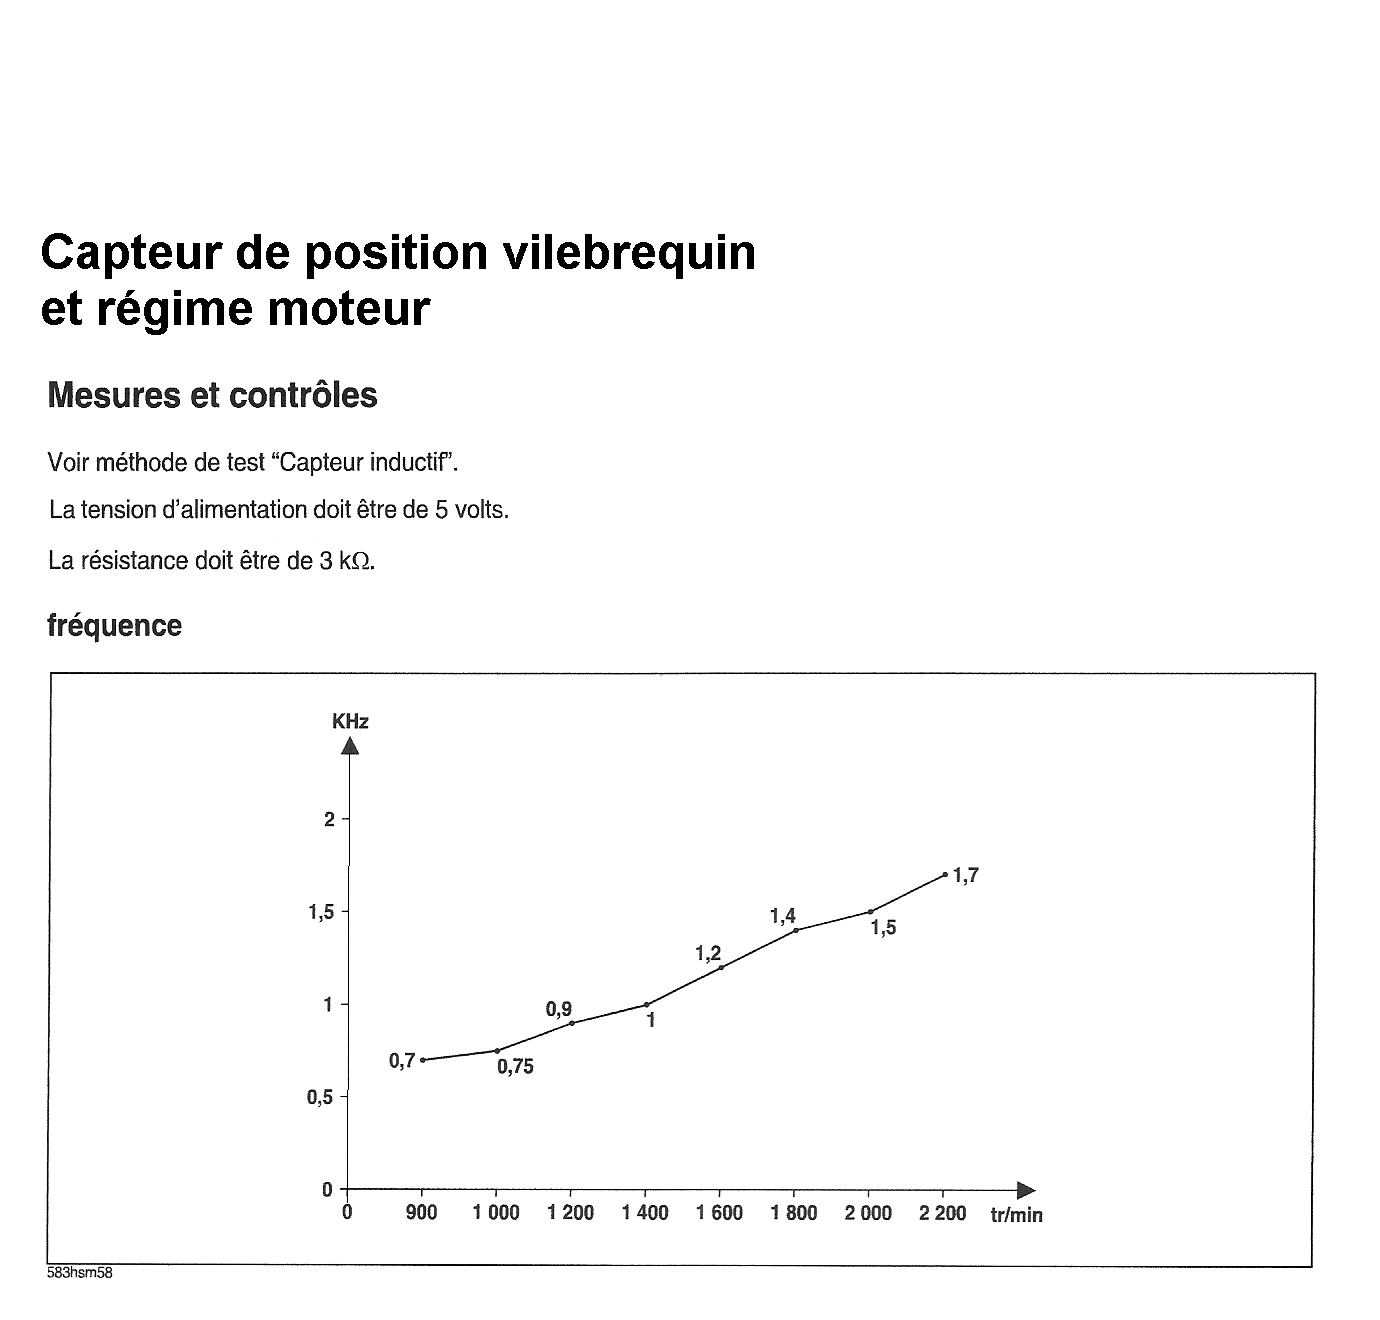 Capteur de position vilebrequin
et régime moteur
Mesures et contrôles
Voir méthode de test “Capteur inductif”.
La tension d’alimentation doit être de 5 volts.
La résistance doit être de 3 kΩ.
fréquence
KHz
2
1,5
1
0,5
0
0,7
0,75
0,9
1
1,2
1,4
1,5
1,7
0 900 1 000 1 200 1 400 1 600 1 800 2 000 2 200 tr/min
583hsm58